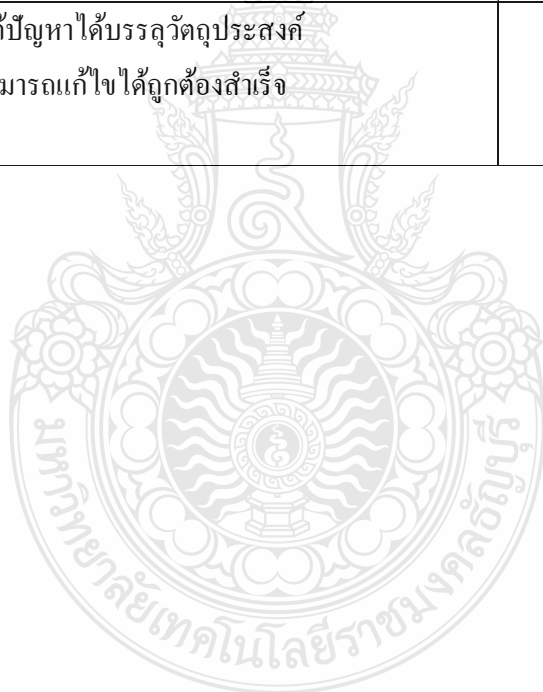 ปัญหาได้บรรลุวัตถุประสงค์
มารถแก้ไขได้ถูกต้องสำเร็จ
มหาวิทยาลัยเทคโนโลยีราชมงคลธัญบุรี